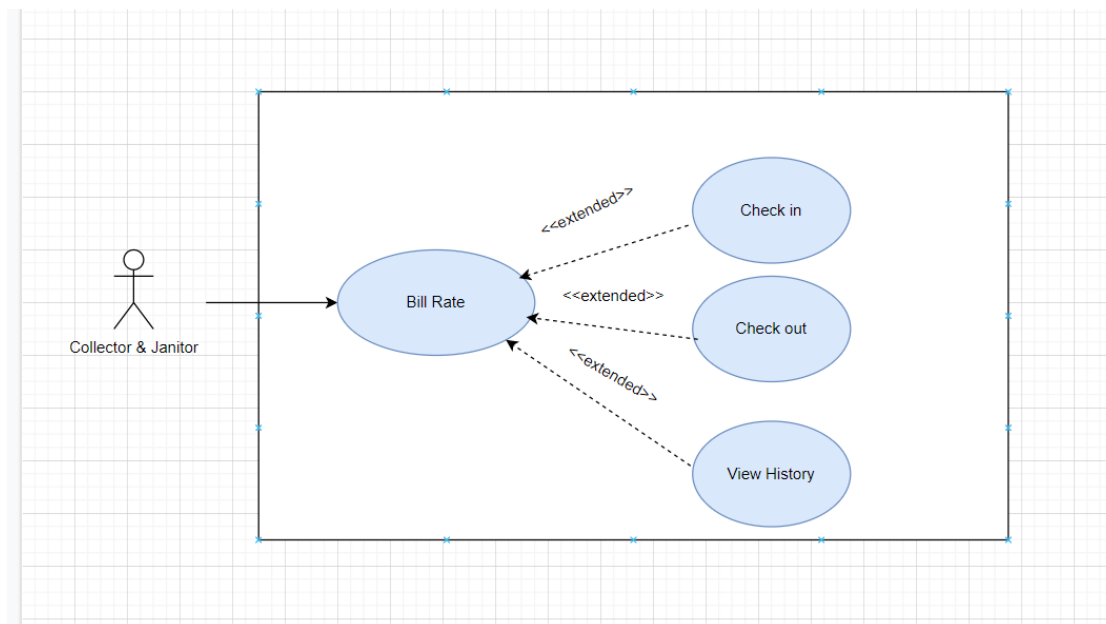 Check in
<<extended>>
<<extended>>
Bill Rate
Check out
Collector & Janitor
<<extended>>
View History